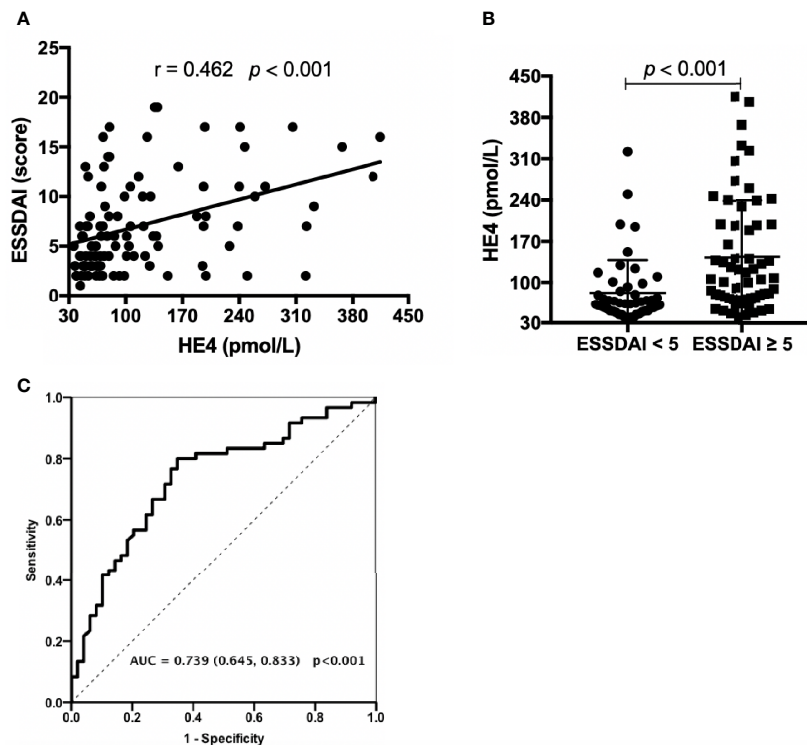 A
25
20
15
10
5
0
ESSDAI (score)
r = 0.462 p < 0.001
30 100 170 240 310 380 450
HE4 (pmol/L)
B
450
380
310
240
170
100
30
HE4 (pmol/L)
p < 0.001
ESSDAI < 5 ESSDAI ≥ 5
C
1.0
0.8
0.6
0.4
0.2
0.0
Sensitivity
AUC = 0.739 (0.645, 0.833) p<0.001
0.0 0.2 0.4 0.6 0.8 1.0
1 - Specificity